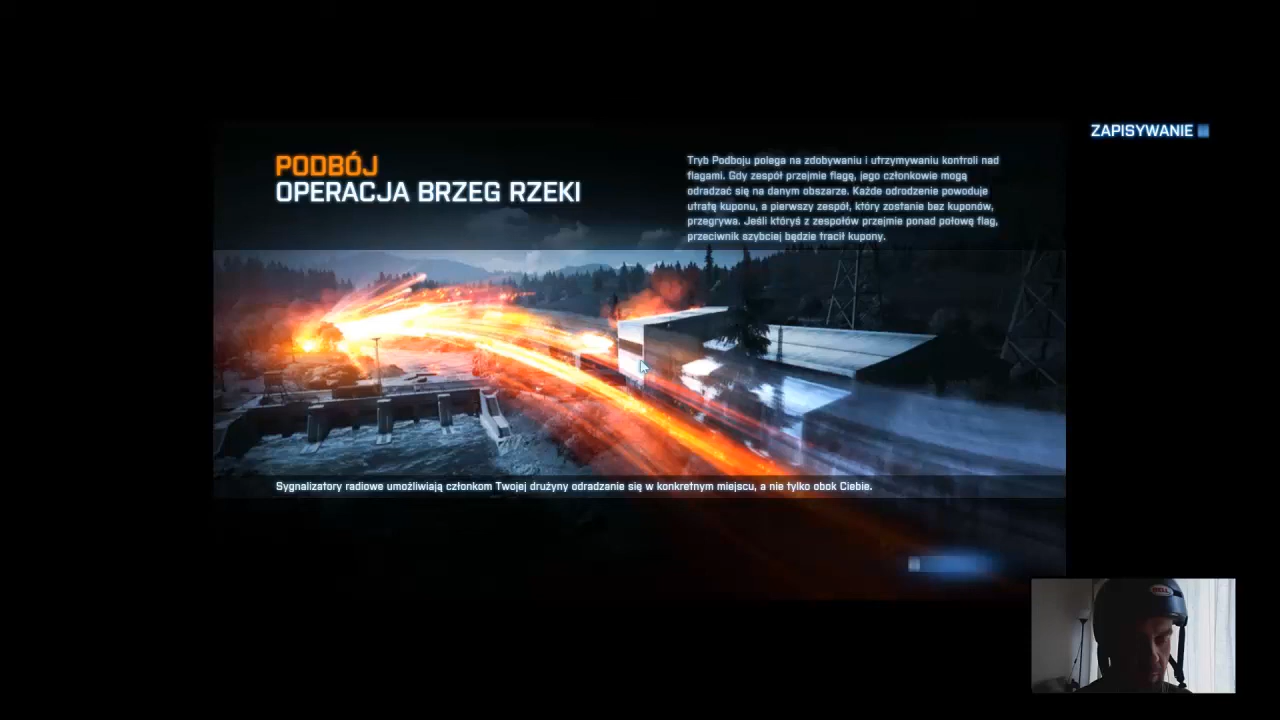 ZAPISYWANIE
PODBÓJ
OPERACJA BRZEG RZEKI
Tryb Podboju polega na zdobywaniu i utrzymywaniu kontroli nad
flagami. Gdy zespół przejmie flagę, jego członkowie mogą
odradzać się na danym obszarze. Każde odrodzenie powoduje
utratę kuponu, a pierwszy zespół, który zostanie bez kuponów,
przegrywa. Jeśli któryś z zespołów przejmie ponad połowę flag,
przeciwnik szybciej będzie tracił kupony.
Sygnalizatory radiowe umożliwiają członkom Twojej drużyny odradzanie się w konkretnym miejscu, a nie tylko obok Ciebie.
BELL